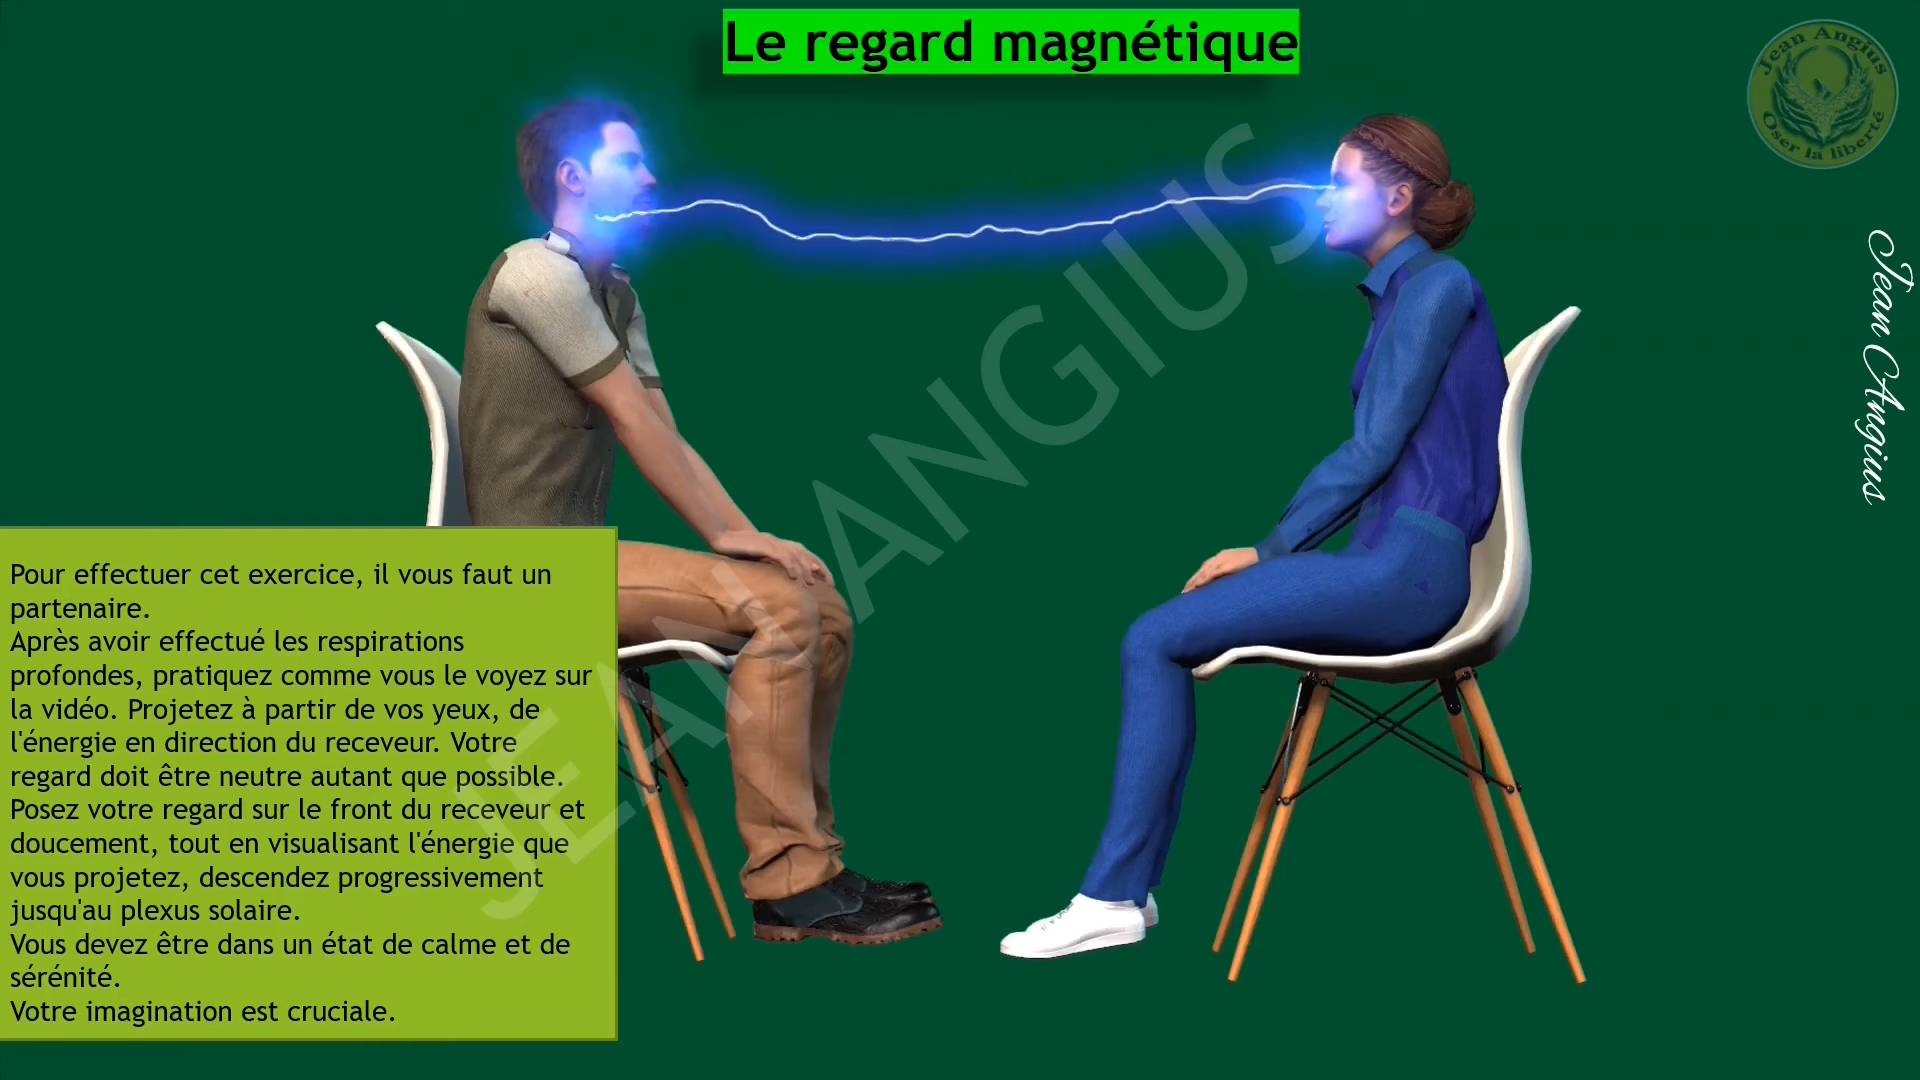 Le regard magnétique
Jean Angius
Oser la liberté
Jean Angius
JEAN ANGIUS
Pour effectuer cet exercice, il vous faut un
partenaire.
Après avoir effectué les respirations
profondes, pratiquez comme vous le voyez sur
la vidéo. Projetez à partir de vos yeux, de
l'énergie en direction du receveur. Votre
regard doit être neutre autant que possible.
Posez votre regard sur le front du receveur et
doucement, tout en visualisant l'énergie que
vous projetez, descendez progressivement
jusqu'au plexus solaire.
Vous devez être dans un état de calme et de
sérénité.
Votre imagination est cruciale.